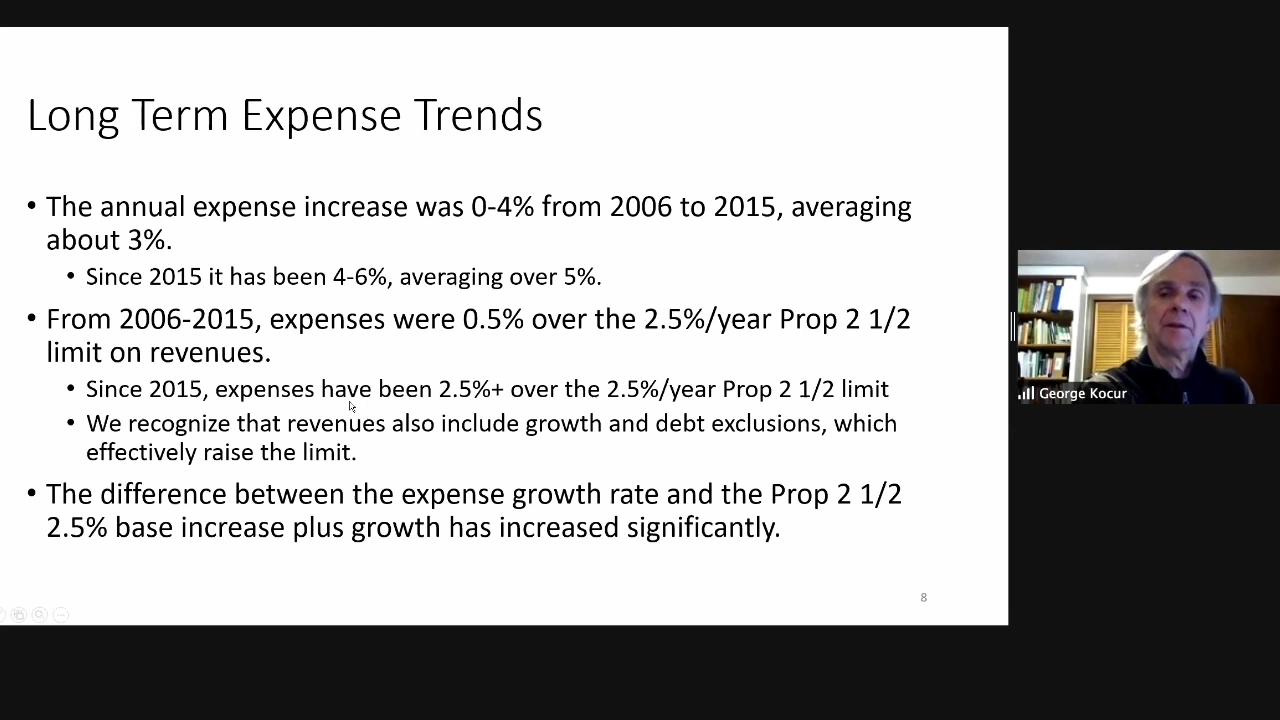 Long Term Expense Trends
• The annual expense increase was 0-4% from 2006 to 2015, averaging
about 3%.
• Since 2015 it has been 4-6%, averaging over 5%.
• From 2006-2015, expenses were 0.5% over the 2.5%/year Prop 2 1/2
limit on revenues.
• Since 2015, expenses have been 2.5%+ over the 2.5%/year Prop 2 1/2 limit
• We recognize that revenues also include growth and debt exclusions, which
effectively raise the limit.
• The difference between the expense growth rate and the Prop 2 1/2
2.5% base increase plus growth has increased significantly.
8
George Kocur